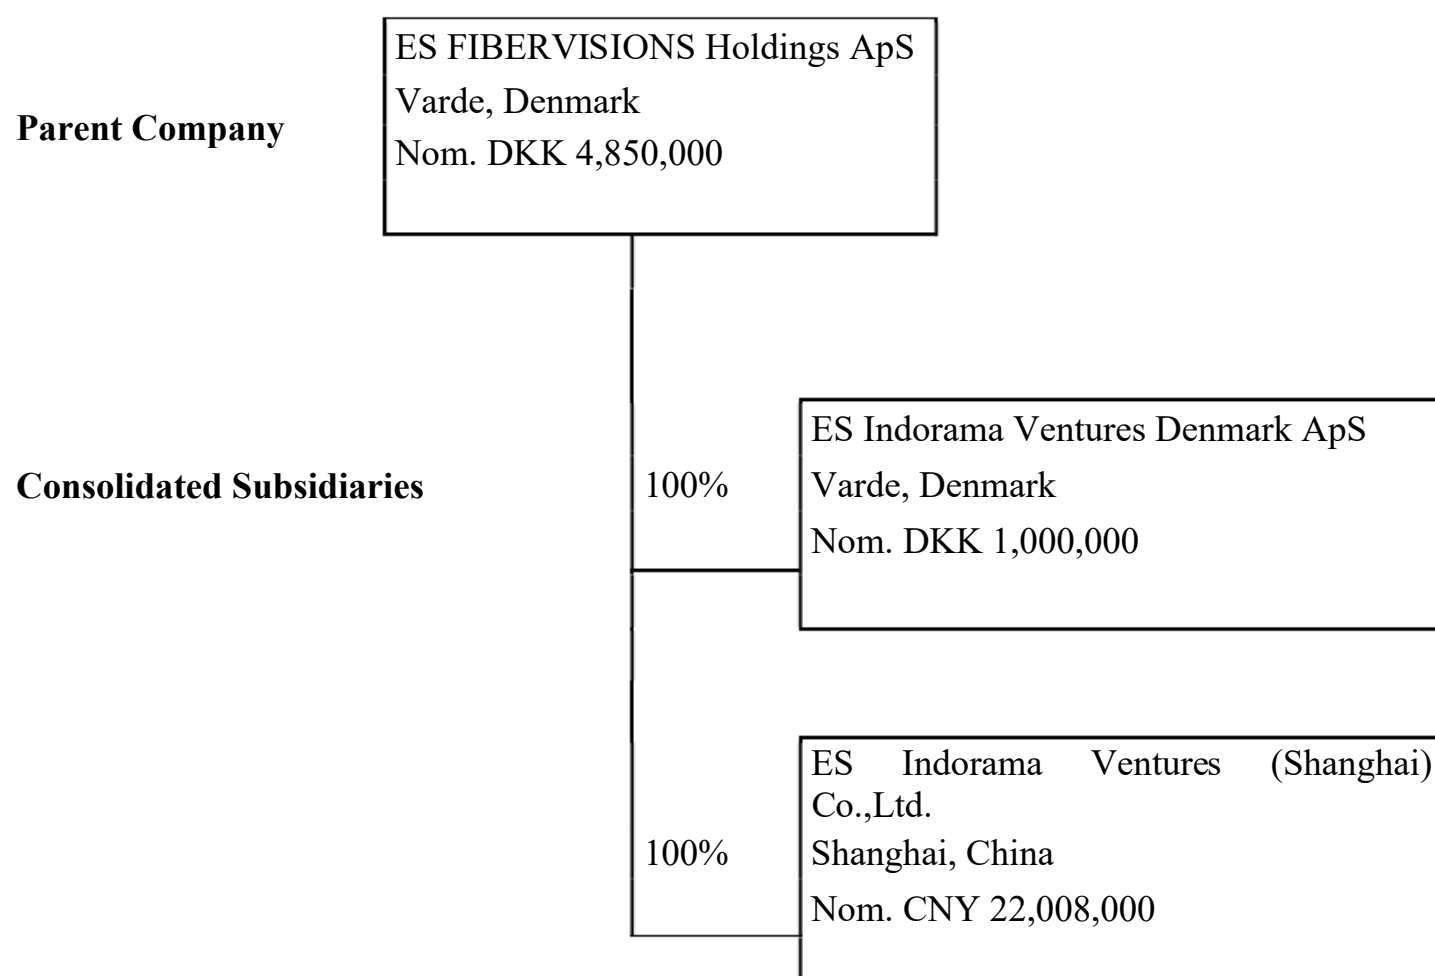 ES FIBERVISIONS Holdings ApS
Varde, Denmark
Parent Company
Nom. DKK 4,850,000
ES Indorama Ventures Denmark ApS
Consolidated Subsidiaries
100%
Varde, Denmark
Nom. DKK 1,000,000
ES Indorama Ventures (Shanghai)
Co.,Ltd.
100%
Shanghai, China
Nom. CNY 22,008,000